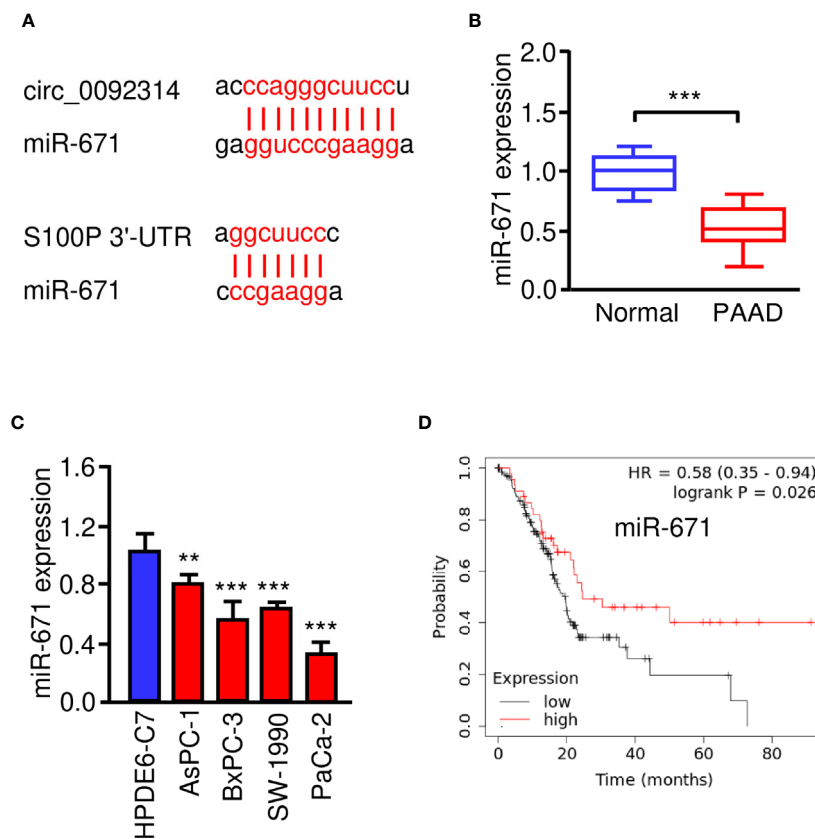 A
circ_0092314 acccagggcuuccu
miR-671 gaggucccgaagga
S100P 3'-UTR aggcuuccc
miR-671 cccgaagga
B
miR-671 expression
2.0
1.5
1.0
0.5
0.0
***
Normal PAAD
C
miR-671 expression
1.6
1.2
0.8
0.4
0.0
** *** *** ***
HPDE6-C7
AsPC-1
BxPC-3
SW-1990
PaCa-2
D
HR = 0.58 (0.35 - 0.94)
logrank P = 0.026
miR-671
Probability
1.0
0.8
0.6
0.4
0.2
0.0
Expression
low
high
0 20 40 60 80
Time (months)